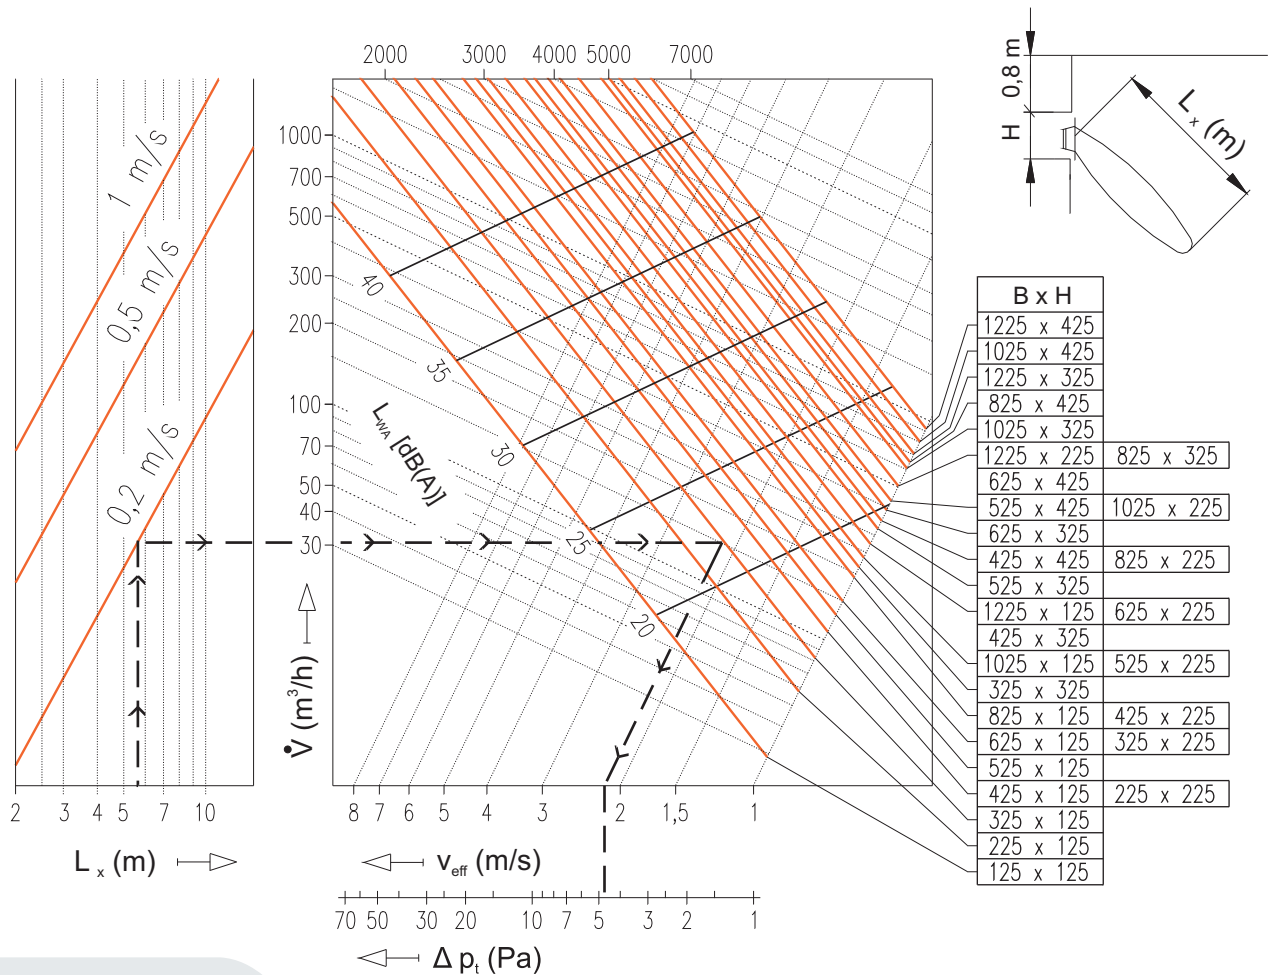 2000 3000 4000 5000 7000
1000
700
500
300
200
100
70
50
40
30
V̇ (m³/h)
1 m/s
0,5 m/s
0,2 m/s
40
35
30
25
20
L WA [dB(A)]
2 3 4 5 7 10
L x (m)
8 7 6 5 4 3 2 1,5 1
v eff (m/s)
70 50 30 20 10 7 5 3 2 1
Δ p t (Pa)
0,8 m
H
L x (m)
B x H
1225 x 425
1025 x 425
1225 x 325
825 x 425
1025 x 325
1225 x 225 825 x 325
625 x 425
525 x 425 1025 x 225
625 x 325
425 x 425 825 x 225
525 x 325
1225 x 125 625 x 225
425 x 325
1025 x 125 525 x 225
325 x 325
825 x 125 425 x 225
625 x 125 325 x 225
525 x 125
425 x 125 225 x 225
325 x 125
225 x 125
125 x 125